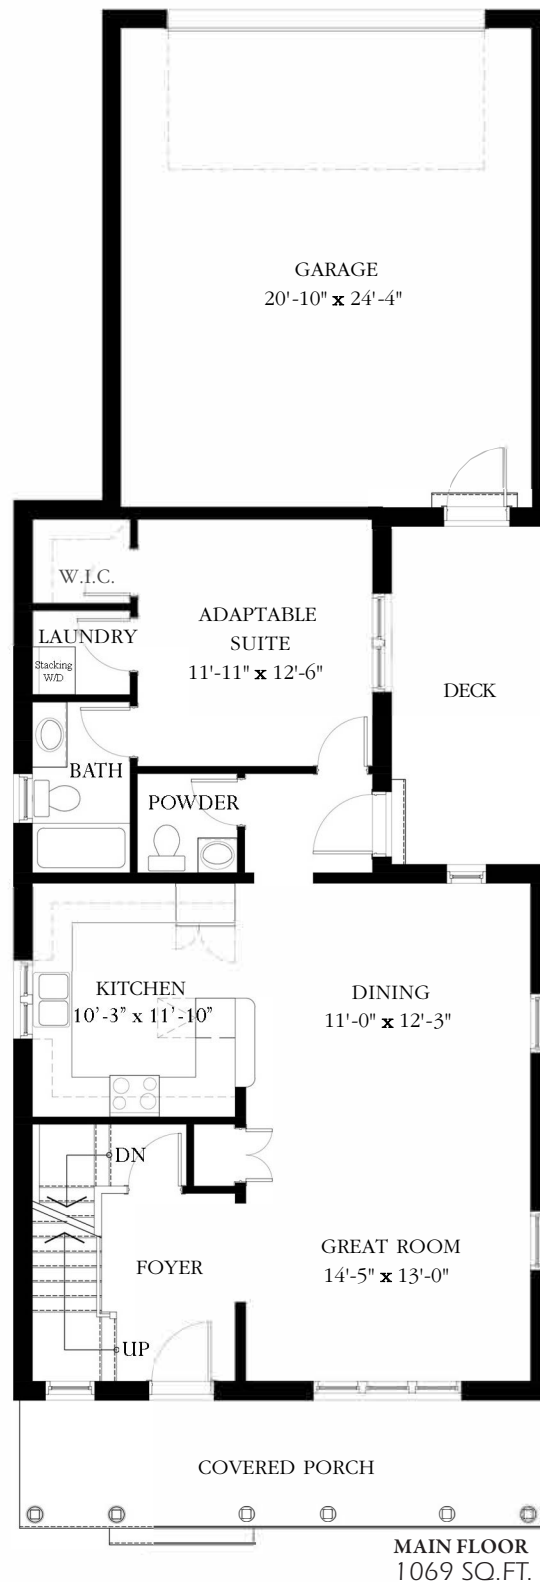 GARAGE
20'-10" x 24'-4"
W.I.C.
ADAPTABLE
SUITE
11'-11" x 12'-6"
LAUNDRY
Stacking
W/D
DECK
BATH
POWDER
KITCHEN
10'-3" x 11'-10"
DINING
11'-0" x 12'-3"
DN
FOYER
GREAT ROOM
14'-5" x 13'-0"
UP
COVERED PORCH
MAIN FLOOR
1069 SQ.FT.